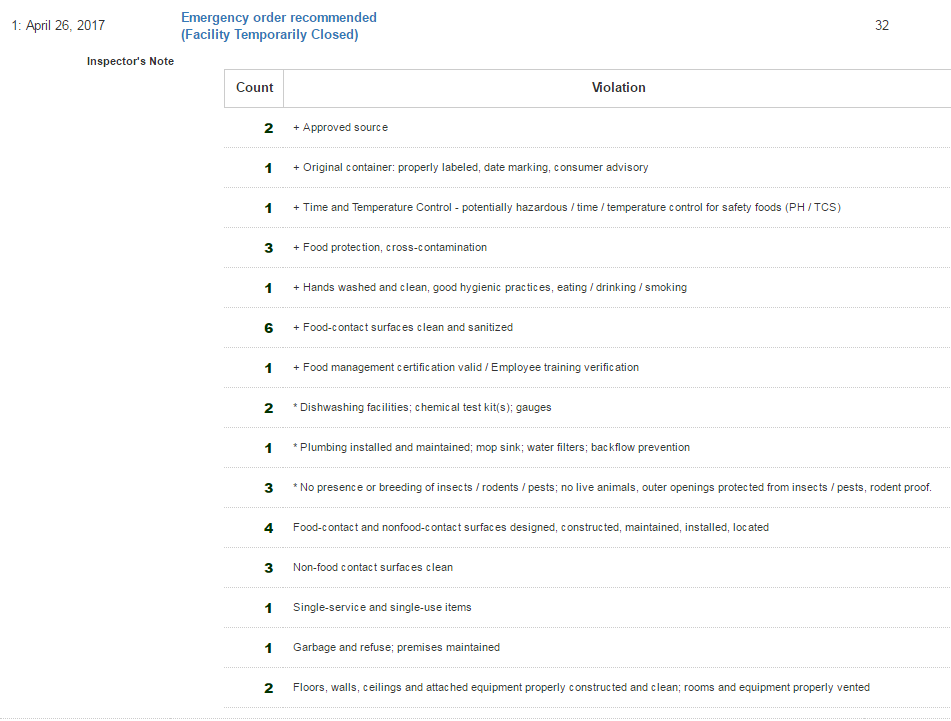 1: April 26, 2017 Emergency order recommended 32
(Facility Temporarily Closed)
Inspector's Note
Count Violation
2 + Approved source
1 + Original container: properly labeled, date marking, consumer advisory
1 + Time and Temperature Control - potentially hazardous / time / temperature control for safety foods (PH / TCS)
3 + Food protection, cross-contamination
1 + Hands washed and clean, good hygienic practices, eating / drinking / smoking
6 + Food-contact surfaces clean and sanitized
1 + Food management certification valid / Employee training verification
2 * Dishwashing facilities; chemical test kit(s); gauges
1 * Plumbing installed and maintained; mop sink; water filters; backflow prevention
3 * No presence or breeding of insects / rodents / pests; no live animals, outer openings protected from insects / pests, rodent proof.
4 Food-contact and nonfood-contact surfaces designed, constructed, maintained, installed, located
3 Non-food contact surfaces clean
1 Single-service and single-use items
1 Garbage and refuse; premises maintained
2 Floors, walls, ceilings and attached equipment properly constructed and clean; rooms and equipment properly vented